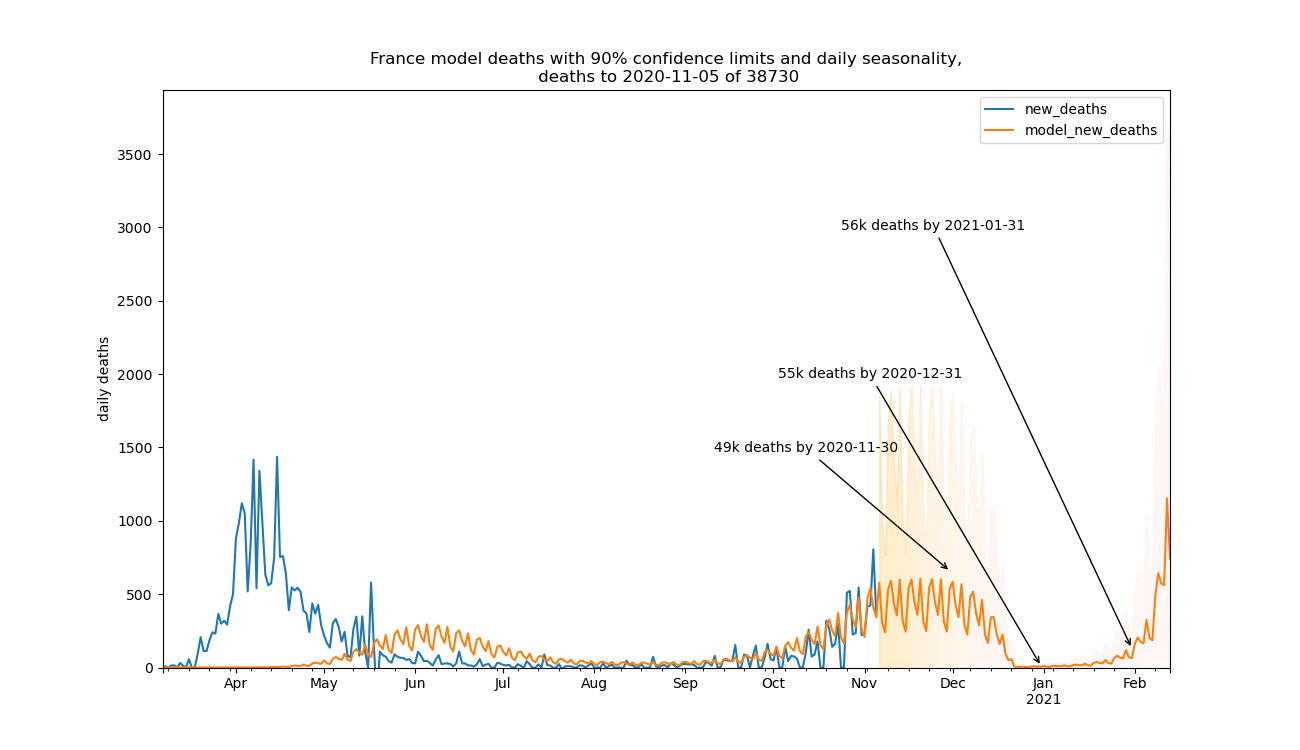 France model deaths with 90% confidence limits and daily seasonality,
deaths to 2020-11-05 of 38730
new_deaths
model_new_deaths
3500
3000
2500
2000
1500
1000
500
0
daily deaths
56k deaths by 2021-01-31
55k deaths by 2020-12-31
49k deaths by 2020-11-30
Apr May Jun Jul Aug Sep Oct Nov Dec Jan Feb
2021